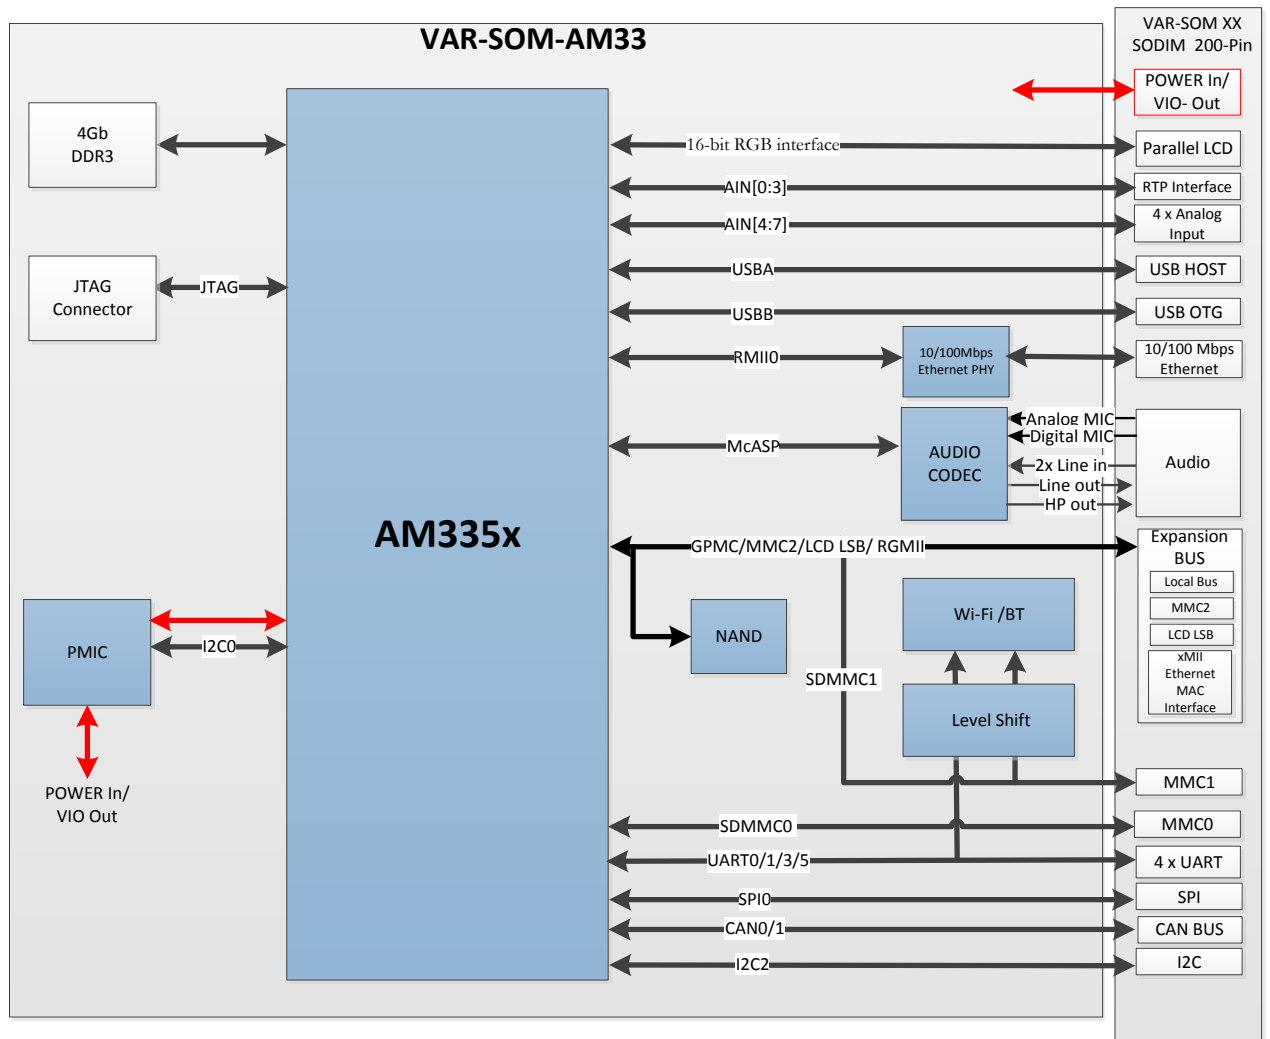 VAR-SOM-AM33
VAR-SOM XX
SODIM 200-Pin
POWER In/
VIO- Out
4Gb
DDR3
16-bit RGB interface
Parallel LCD
AIN[0:3]
RTP Interface
AIN[4:7]
4 x Analog
Input
JTAG
Connector
JTAG
USBA
USB HOST
USBB
USB OTG
RMII0
10/100Mbps
Ethernet PHY
10/100 Mbps
Ethernet
McASP
AUDIO
CODEC
Analog MIC
Digital MIC
2x Line in
Line out
HP out
Audio
AM335x
GPMC/MMC2/LCD LSB/ RGMII
Expansion
BUS
Local Bus
MMC2
LCD LSB
xMII
Ethernet
MAC
Interface
NAND
Wi-Fi /BT
PMIC
I2C0
SDMMC1
Level Shift
POWER In/
VIO Out
MMC1
SDMMC0
MMC0
UART0/1/3/5
4 x UART
SPI0
SPI
CAN0/1
CAN BUS
I2C2
I2C